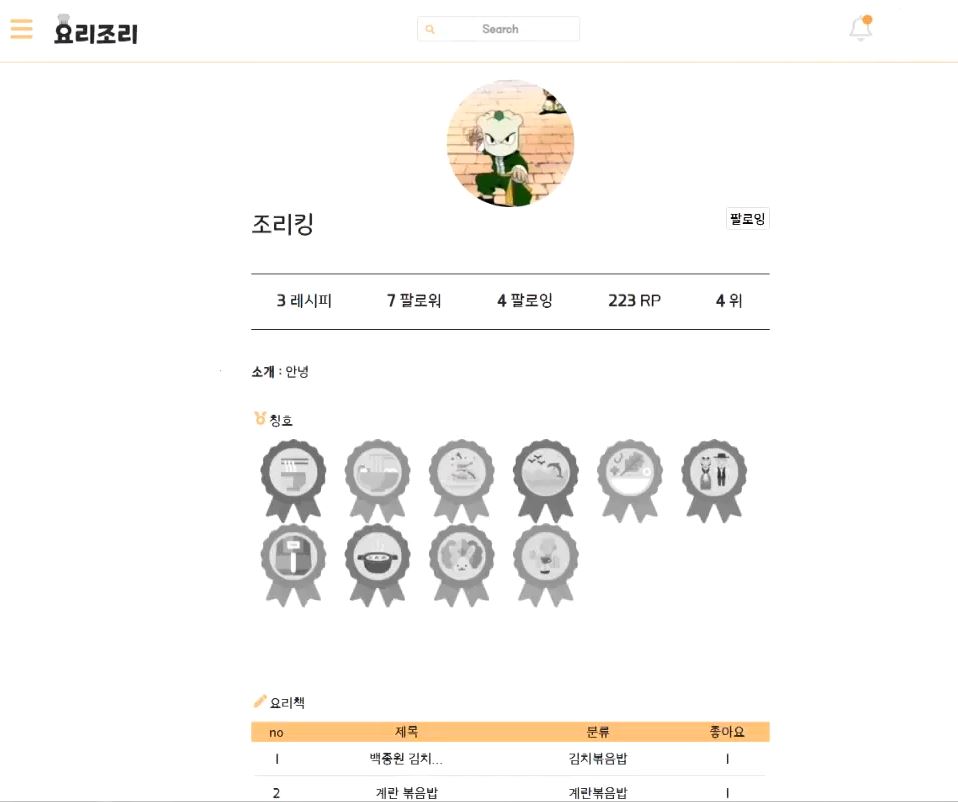 요리조리
Search
조리킹
팔로잉
3 레시피 7 팔로워 4 팔로잉 223 RP 4 위
소개 : 안녕
칭호
요리책
no 제목 분류 좋아요
1 백종원 김치... 김치볶음밥 1
2 계란 볶음밥 계란볶음밥 1